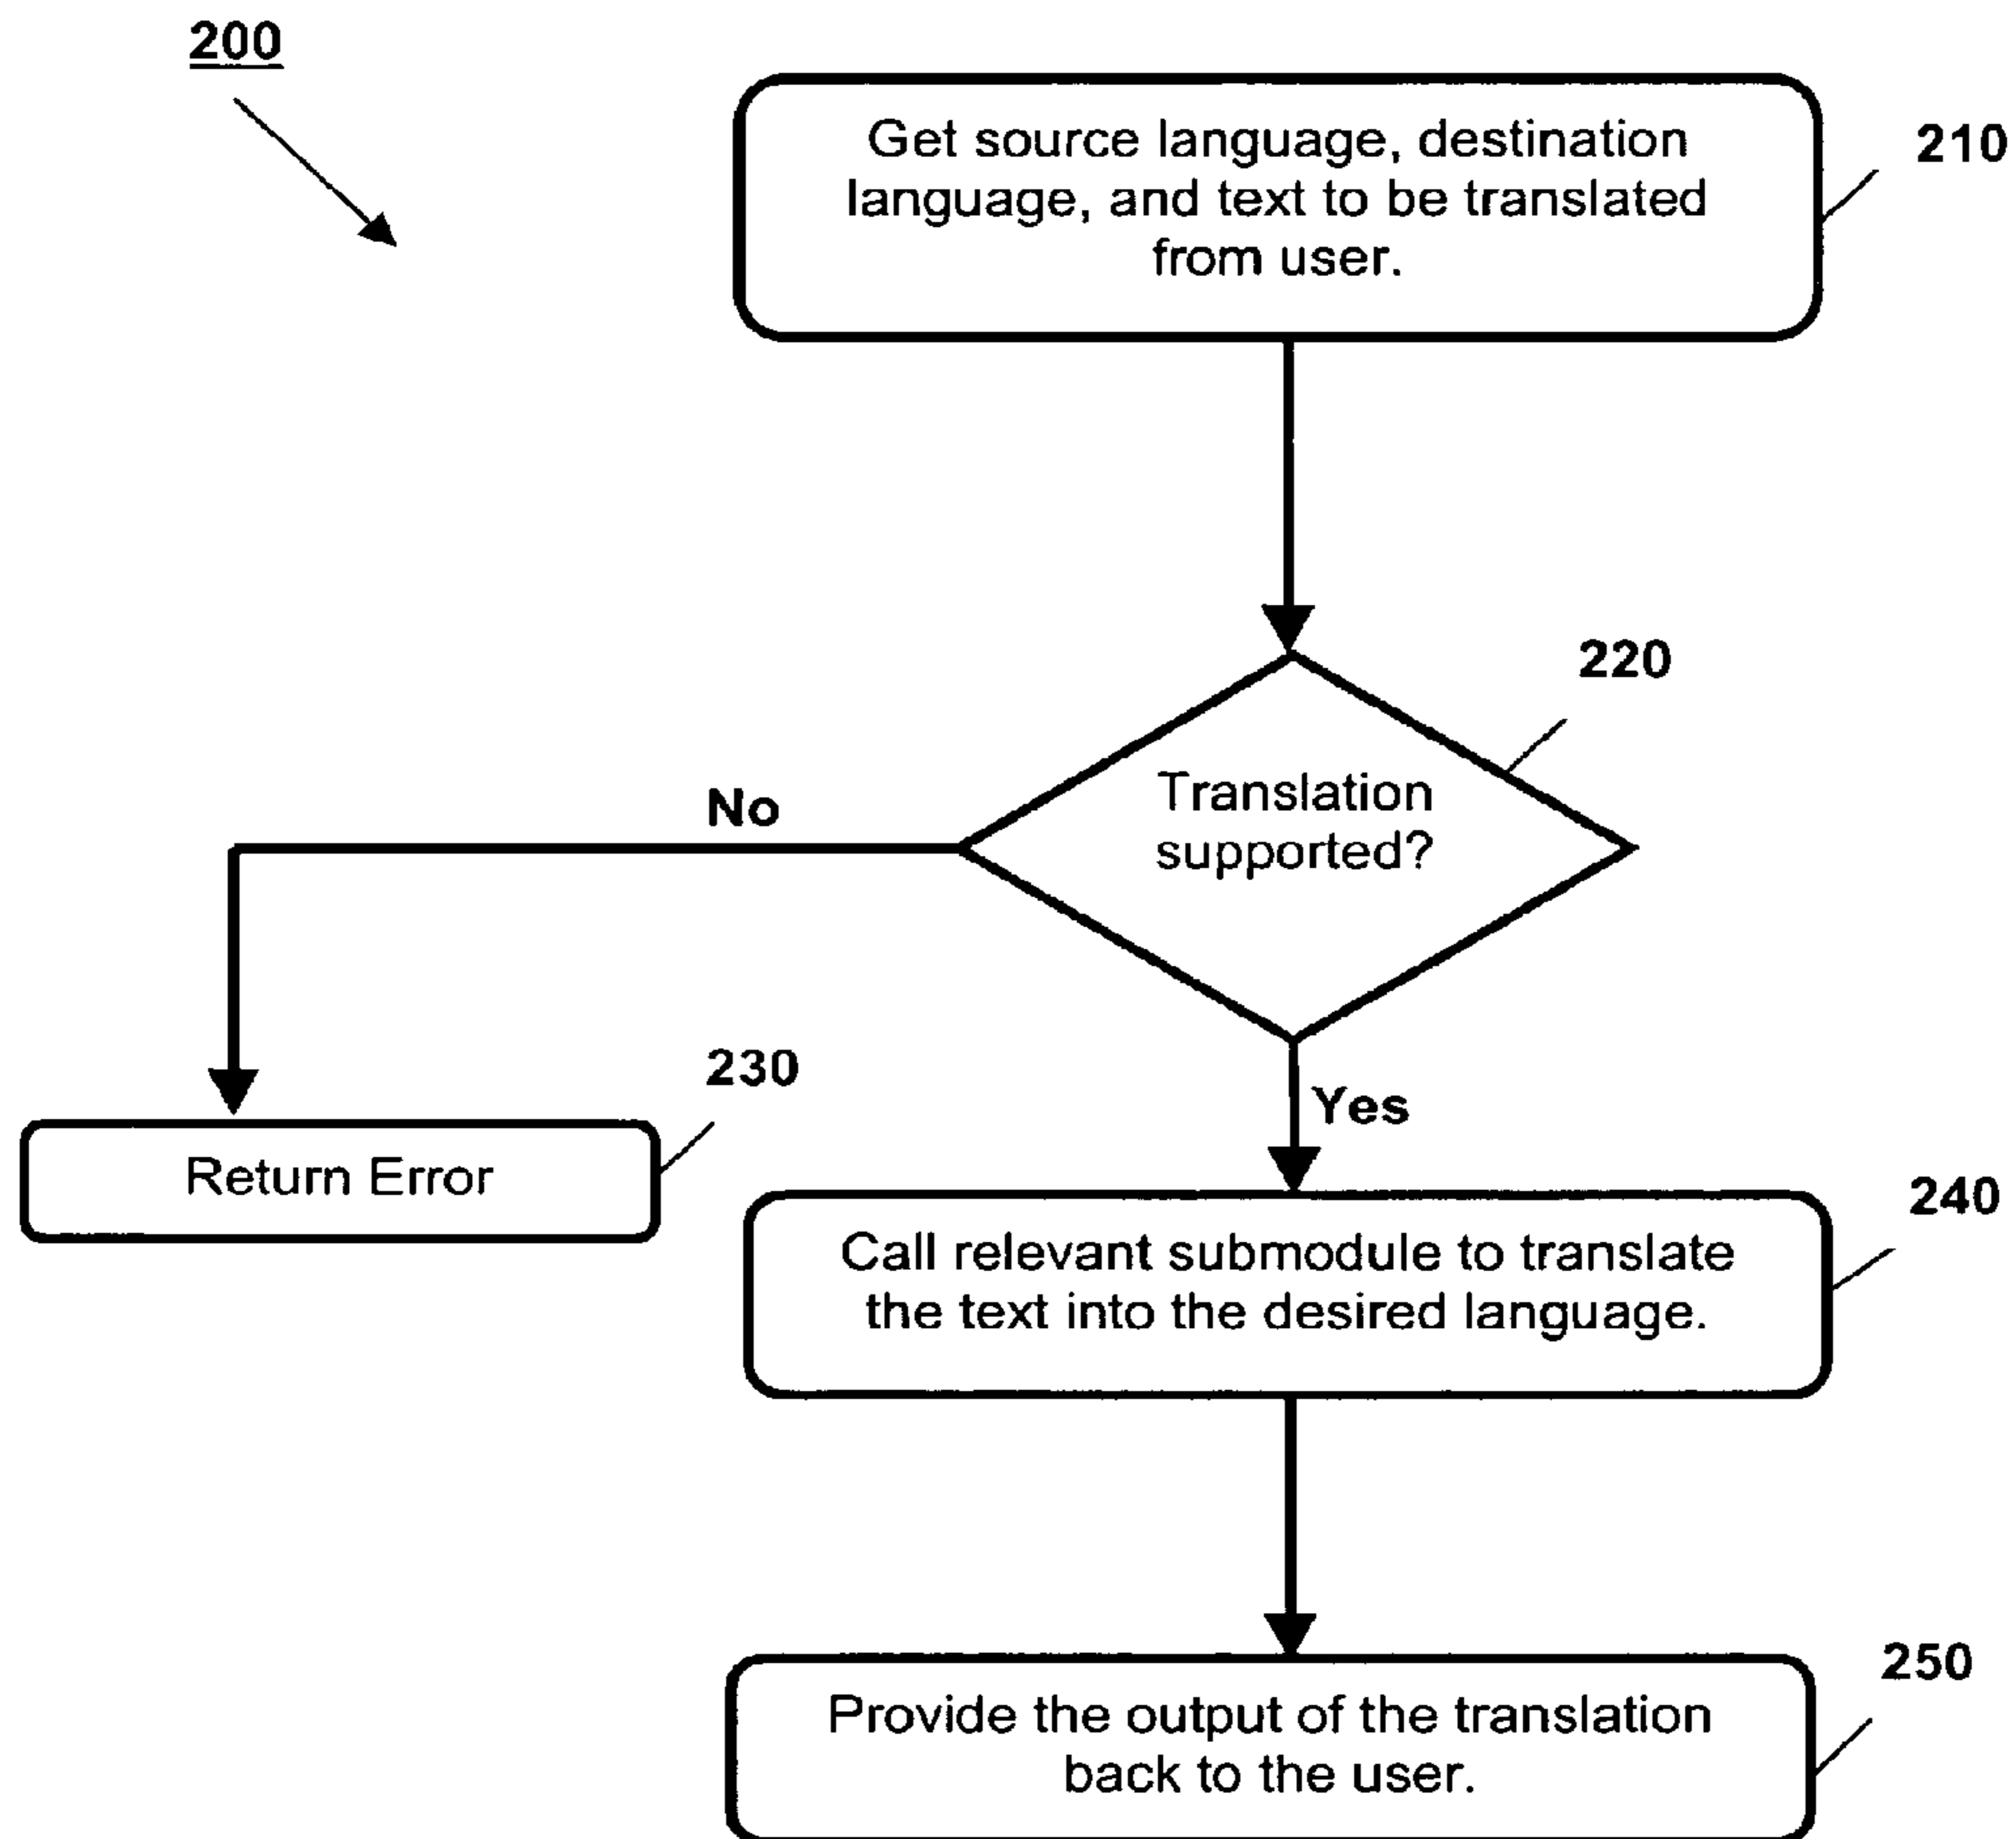 200
Get source language, destination
language, and text to be translated
from user.
210
220
Translation
supported?
No
Yes
230
Return Error
240
Call relevant submodule to translate
the text into the desired language.
250
Provide the output of the translation
back to the user.